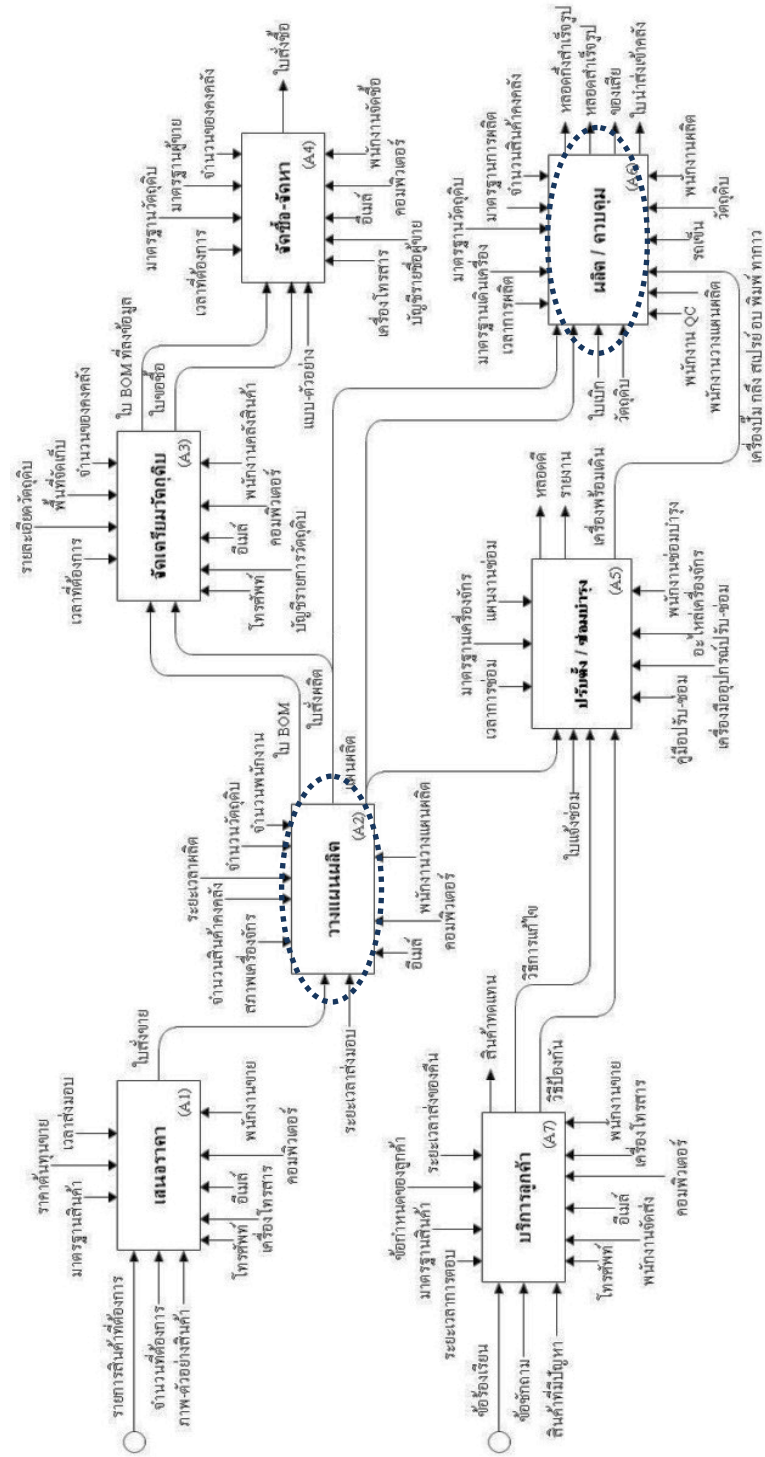 รายการสินค้าที่ต้องการ
จำนวนที่ต้องการ
ภาพ-ตัวอย่างสินค้า
มาตรฐานสินค้า
ราคาต้นทุนขาย
เวลาส่งมอบ
เสนอราคา
(A1)
โทรศัพท์
เครื่องโทรสาร
อีเมล์
คอมพิวเตอร์
พนักงานขาย
ใบสั่งขาย
ระยะเวลาส่งมอบ
สภาพเครื่องจักร
จำนวนสินค้าคงคลัง
ระยะเวลาผลิต
จำนวนวัตถุดิบ
จำนวนพนักงาน
วางแผนผลิต
(A2)
อีเมล์
คอมพิวเตอร์
พนักงานวางแผนผลิต
ใบ BOM
ใบสั่งผลิต
แผนผลิต
เวลาที่ต้องการ
รายละเอียดวัตถุดิบ
พื้นที่จัดเก็บ
จำนวนของคงคลัง
จัดเตรียมวัตถุดิบ
(A3)
โทรศัพท์
บัญชีรายการวัตถุดิบ
อีเมล์
คอมพิวเตอร์
พนักงานคลังสินค้า
ใบ BOM ที่ลงข้อมูล
ใบขอซื้อ
แบบ-ตัวอย่าง
เวลาที่ต้องการ
มาตรฐานวัตถุดิบ
มาตรฐานผู้ขาย
จำนวนของคงคลัง
จัดซื้อ-จัดหา
(A4)
เครื่องโทรสาร
บัญชีรายชื่อผู้ขาย
อีเมล์
คอมพิวเตอร์
พนักงานจัดซื้อ
ใบสั่งซื้อ
ข้อร้องเรียน
ข้อซักถาม
สินค้าที่มีปัญหา
ระยะเวลาการตอบ
มาตรฐานสินค้า
ข้อกำหนดของลูกค้า
ระยะเวลาส่งของคืน
บริการลูกค้า
(A7)
โทรศัพท์
พนักงานจัดส่ง
อีเมล์
คอมพิวเตอร์
เครื่องโทรสาร
พนักงานขาย
สินค้าทดแทน
วิธีการแก้ไข
วิธีป้องกัน
ใบแจ้งซ่อม
เวลาการซ่อม
มาตรฐานเครื่องจักร
แผนงานซ่อม
ปรับตั้ง / ซ่อมบำรุง
(A5)
คู่มือปรับ-ซ่อม
เครื่องมืออุปกรณ์ปรับ-ซ่อม
อะไหล่เครื่องจักร
พนักงานซ่อมบำรุง
หลอดดี
รายงาน
เครื่องพร้อมเดิน
ใบเบิก
วัตถุดิบ
เวลาการผลิต
มาตรฐานเดินเครื่อง
มาตรฐานวัตถุดิบ
มาตรฐานการผลิต
จำนวนสินค้าคงคลัง
ผลิต / ควบคุม
(A6)
พนักงาน QC
พนักงานวางแผนผลิต
เครื่องปั๊ม กลึง สเปรย์ อบ พิมพ์ ทากาว
รถเข็น
วัตถุดิบ
พนักงานผลิต
หลอดกึ่งสำเร็จรูป
หลอดสำเร็จรูป
ของเสีย
ใบนำส่งเข้าคลัง